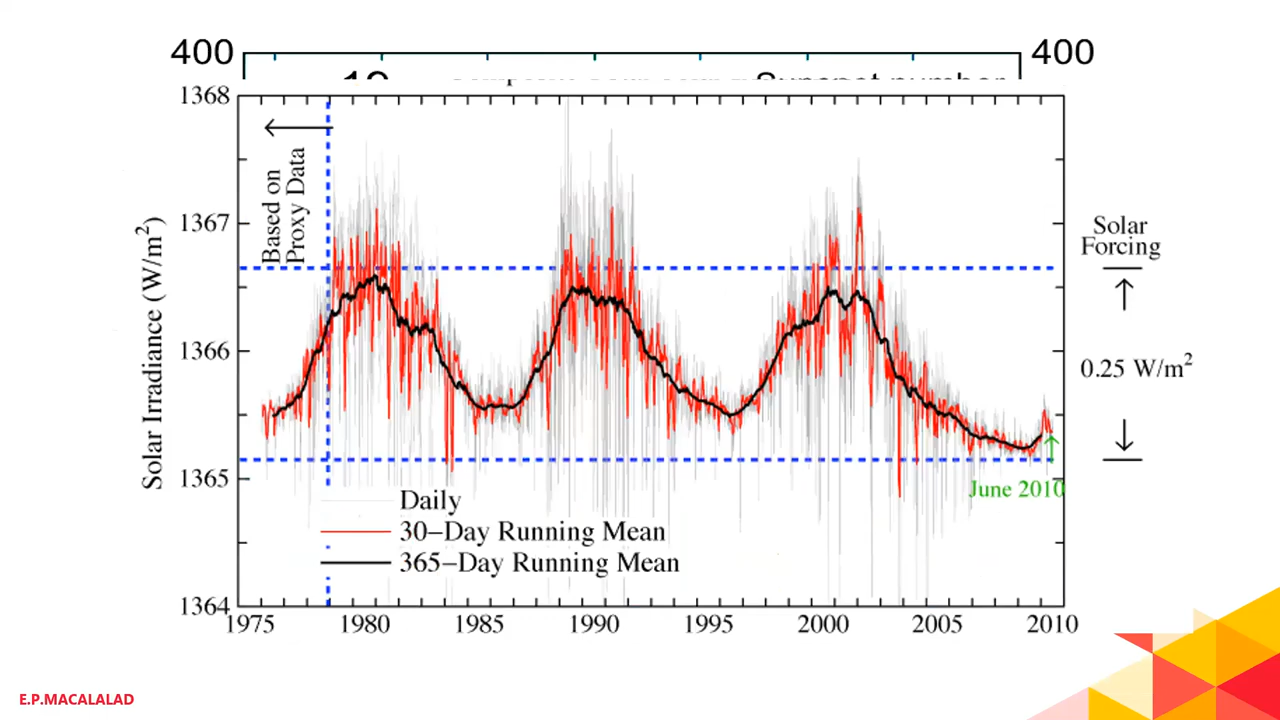 400 400
Sunspot number
1368
1367
1366
1365
1364
Solar Irradiance (W/m²)
Based on
Proxy Data
Solar
Forcing
0.25 W/m²
June 2010
Daily
30–Day Running Mean
365–Day Running Mean
1975 1980 1985 1990 1995 2000 2005 2010
E.P.MACALALAD